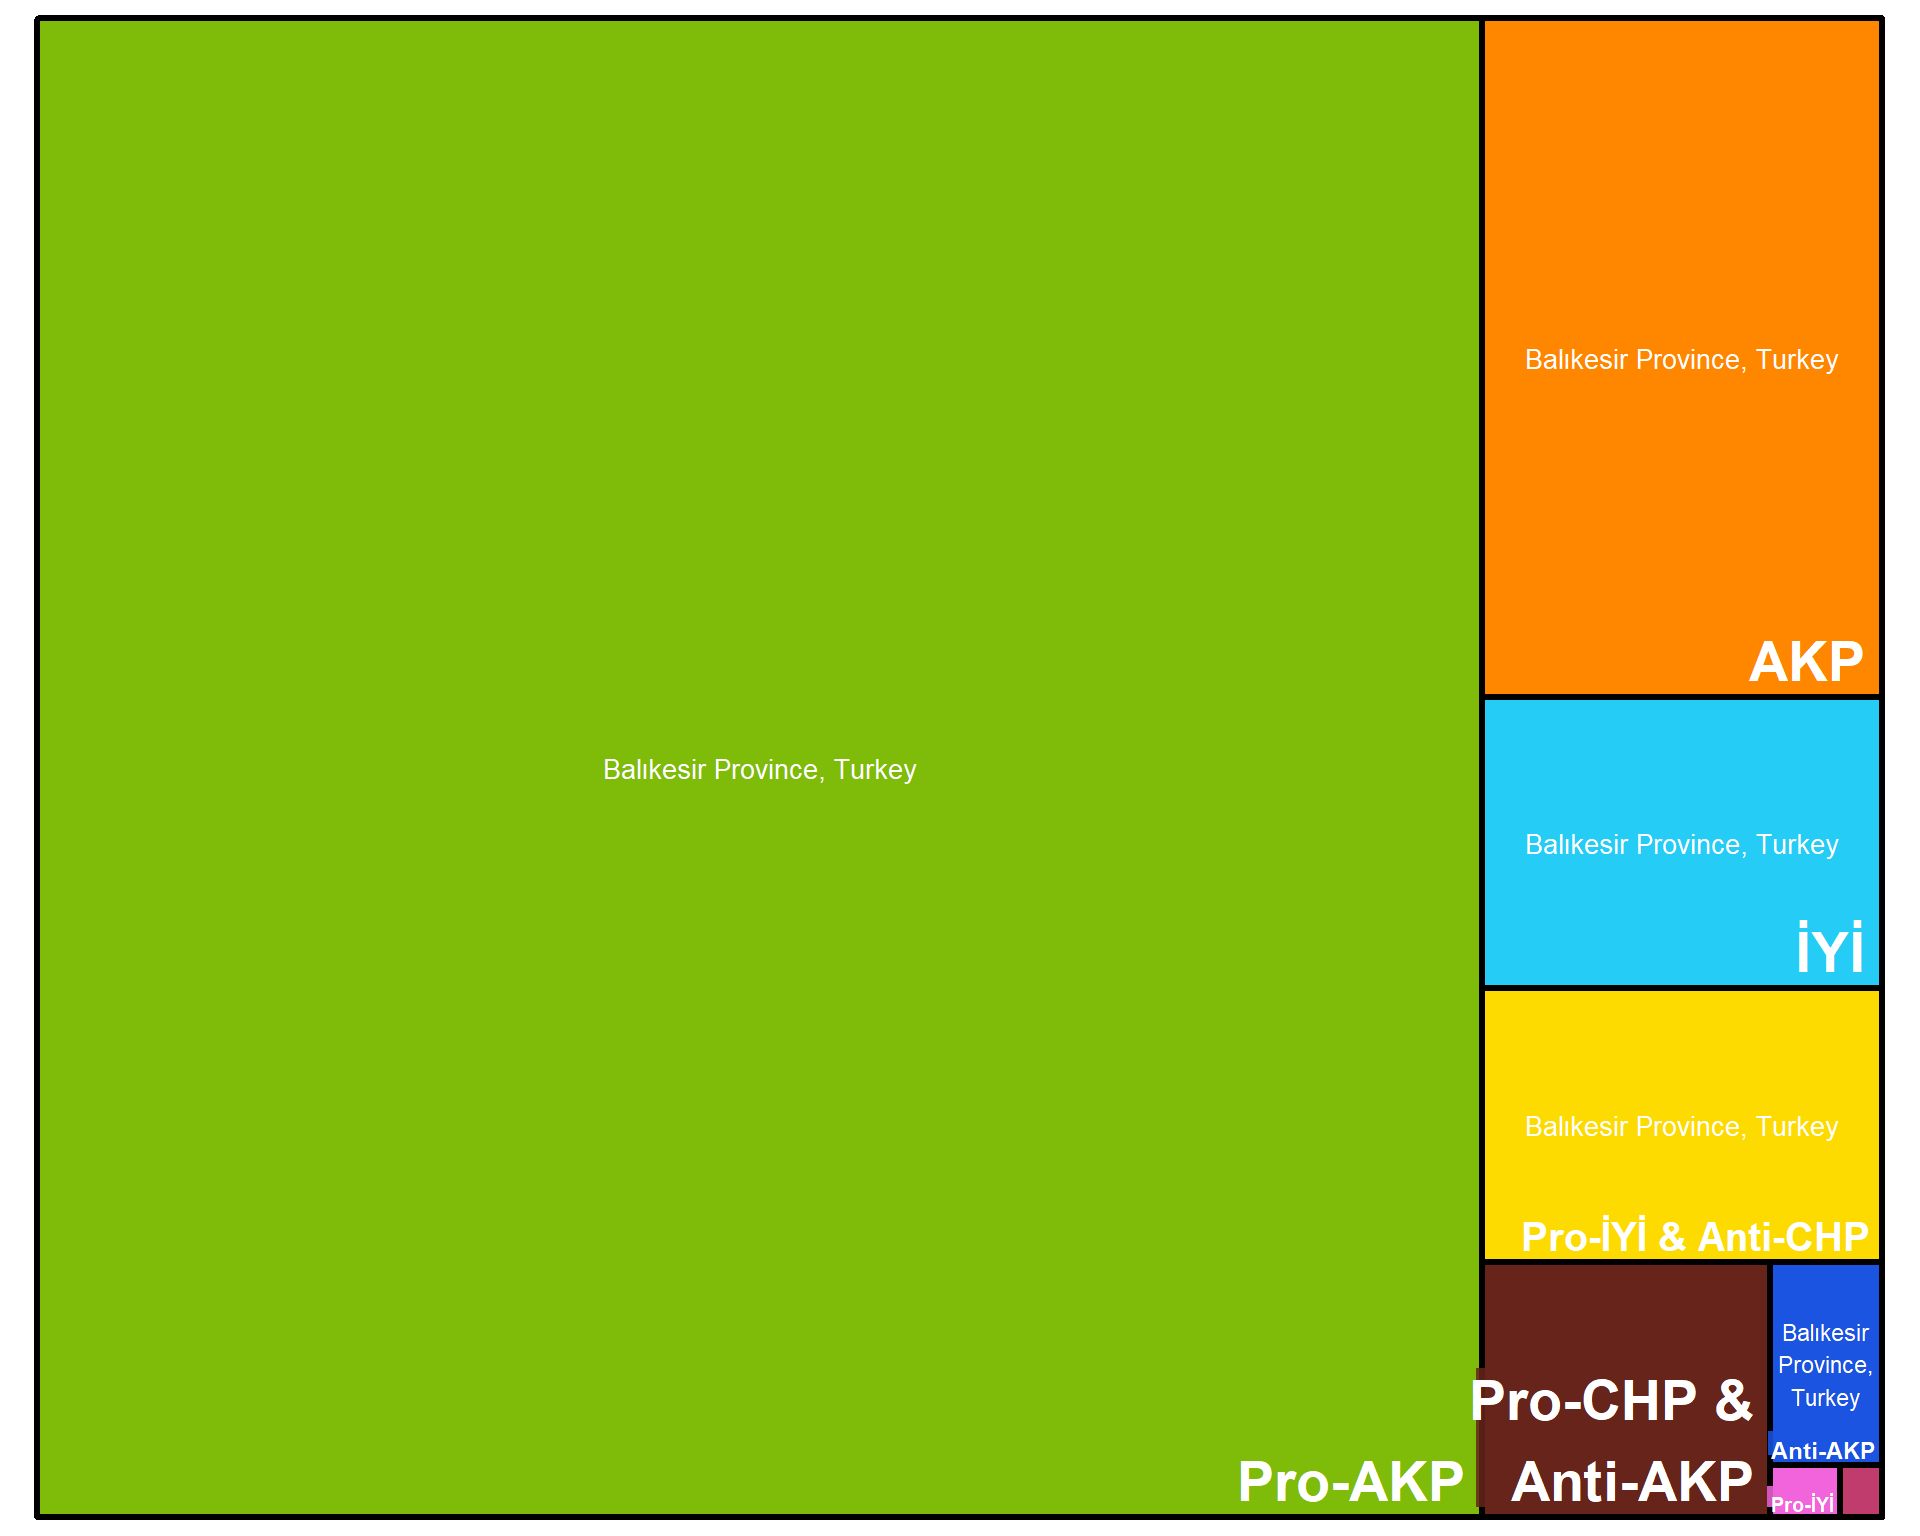 Balıkesir Province, Turkey
Pro-AKP
Balıkesir Province, Turkey
AKP
Balıkesir Province, Turkey
İYİ
Balıkesir Province, Turkey
Pro-İYİ & Anti-CHP
Pro-CHP &
Anti-AKP
Balıkesir
Province,
Turkey
Anti-AKP
Pro-İYİ